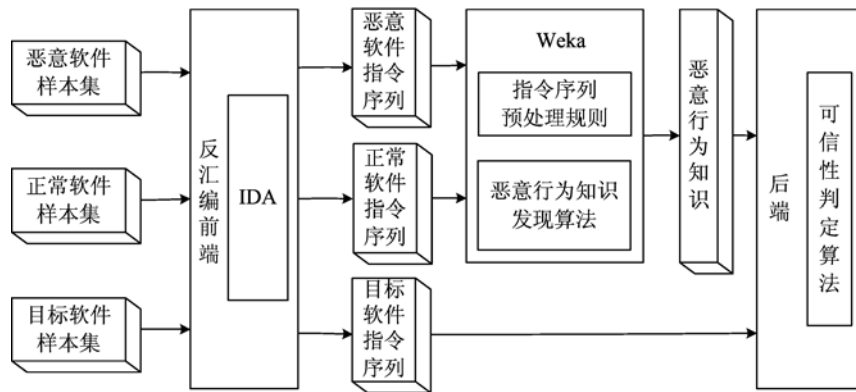 恶意软件
样本集
正常软件
样本集
目标软件
样本集
反汇编前端
IDA
恶意
软件
指令
序列
正常
软件
指令
序列
目标
软件
指令
序列
Weka
指令序列
预处理规则
恶意行为知识
发现算法
恶意行为知识
后端
可信性判定算法